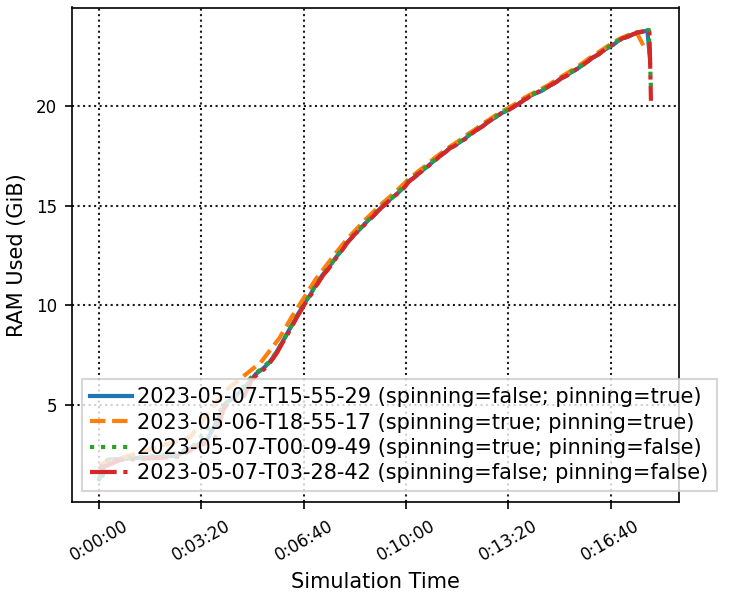 20
15
10
5
RAM Used (GiB)
2023-05-07-T15-55-29 (spinning=false; pinning=true)
2023-05-06-T18-55-17 (spinning=true; pinning=true)
2023-05-07-T00-09-49 (spinning=true; pinning=false)
2023-05-07-T03-28-42 (spinning=false; pinning=false)
0:00:00
0:03:20
0:06:40
0:10:00
0:13:20
0:16:40
Simulation Time